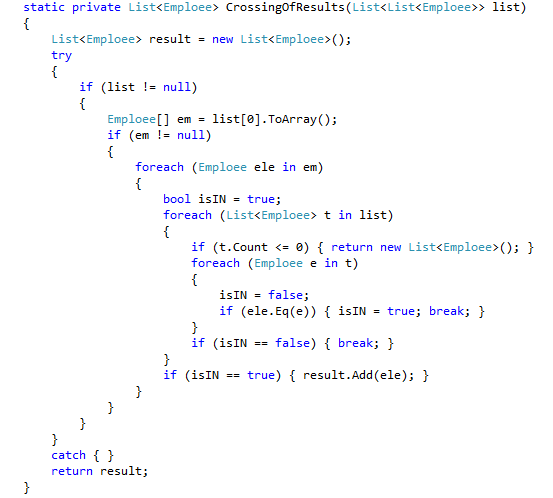 static private List<Emploee> CrossingOfResults(List<List<Emploee>> list)
{
    List<Emploee> result = new List<Emploee>();
    try
    {
        if (list != null)
        {
            Emploee[] em = list[0].ToArray();
            if (em != null)
            {
                foreach (Emploee ele in em)
                {
                    bool isIN = true;
                    foreach (List<Emploee> t in list)
                    {
                        if (t.Count <= 0) { return new List<Emploee>(); }
                        foreach (Emploee e in t)
                        {
                            isIN = false;
                            if (ele.Eq(e)) { isIN = true; break; }
                        }
                        if (isIN == false) { break; }
                    }
                    if (isIN == true) { result.Add(ele); }
                }
            }
        }
    }
    catch { }
    return result;
}